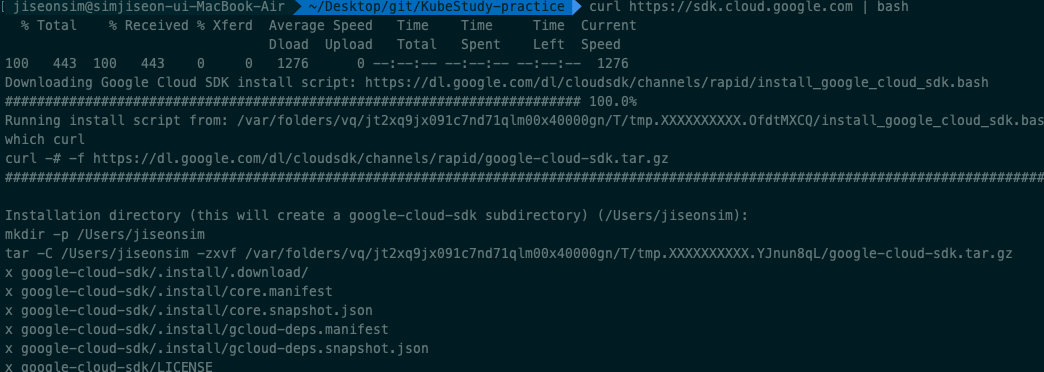 jiseonsim@simjiseon-ui-MacBook-Air ~/Desktop/git/KubeStudy-practice curl https://sdk.cloud.google.com | bash
% Total % Received % Xferd Average Speed Time Time Time Current
Dload Upload Total Spent Left Speed
100 443 100 443 0 0 1276 0 --:--:-- --:--:-- --:--:-- 1276
Downloading Google Cloud SDK install script: https://dl.google.com/dl/cloudsdk/channels/rapid/install_google_cloud_sdk.bash
######################################################################## 100.0%
Running install script from: /var/folders/vq/jt2xq9jx091c7nd71qlm00x40000gn/T/tmp.XXXXXXXXXX.OfdtMXCQ/install_google_cloud_sdk.bas
which curl
curl -# -f https://dl.google.com/dl/cloudsdk/channels/rapid/google-cloud-sdk.tar.gz
##################################################################################################################################

Installation directory (this will create a google-cloud-sdk subdirectory) (/Users/jiseonsim):
mkdir -p /Users/jiseonsim
tar -C /Users/jiseonsim -zxvf /var/folders/vq/jt2xq9jx091c7nd71qlm00x40000gn/T/tmp.XXXXXXXXXX.YJnun8qL/google-cloud-sdk.tar.gz
x google-cloud-sdk/.install/.download/
x google-cloud-sdk/.install/core.manifest
x google-cloud-sdk/.install/core.snapshot.json
x google-cloud-sdk/.install/gcloud-deps.manifest
x google-cloud-sdk/.install/gcloud-deps.snapshot.json
x google-cloud-sdk/LICENSE